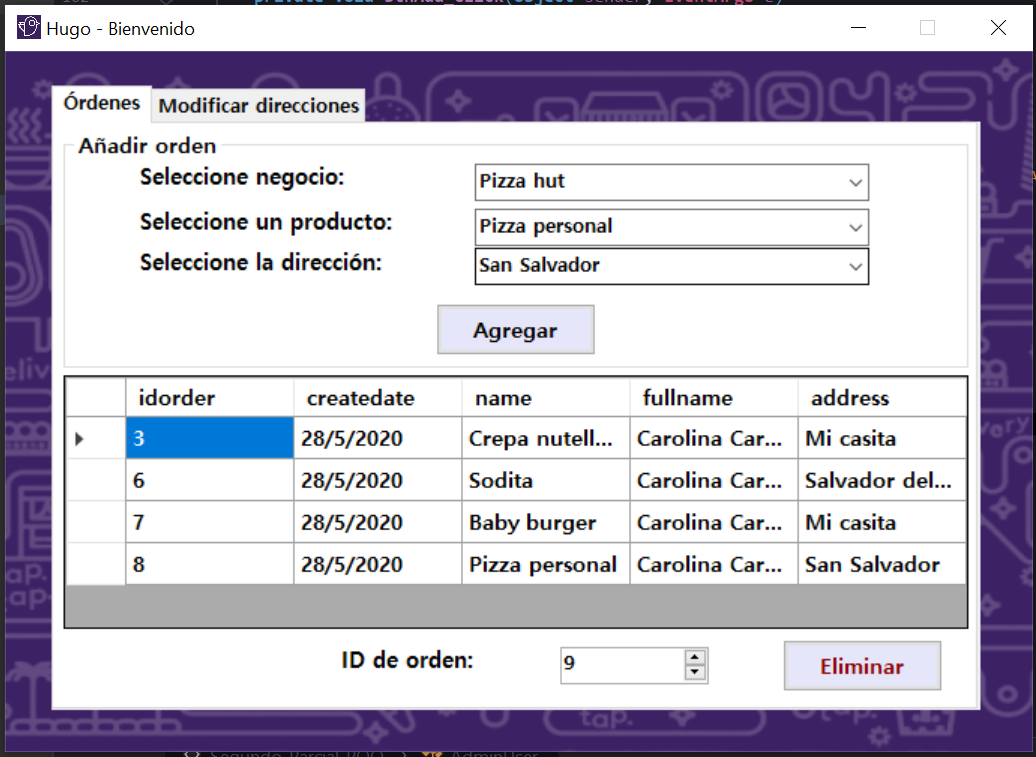 Hugo - Bienvenido
Órdenes Modificar direcciones
Añadir orden
Seleccione negocio: Pizza hut
Seleccione un producto: Pizza personal
Seleccione la dirección: San Salvador
Agregar
idorder createdate name fullname address
3 28/5/2020 Crepa nutell... Carolina Car... Mi casita
6 28/5/2020 Sodita Carolina Car... Salvador del...
7 28/5/2020 Baby burger Carolina Car... Mi casita
8 28/5/2020 Pizza personal Carolina Car... San Salvador
ID de orden: 9 Eliminar
tap.